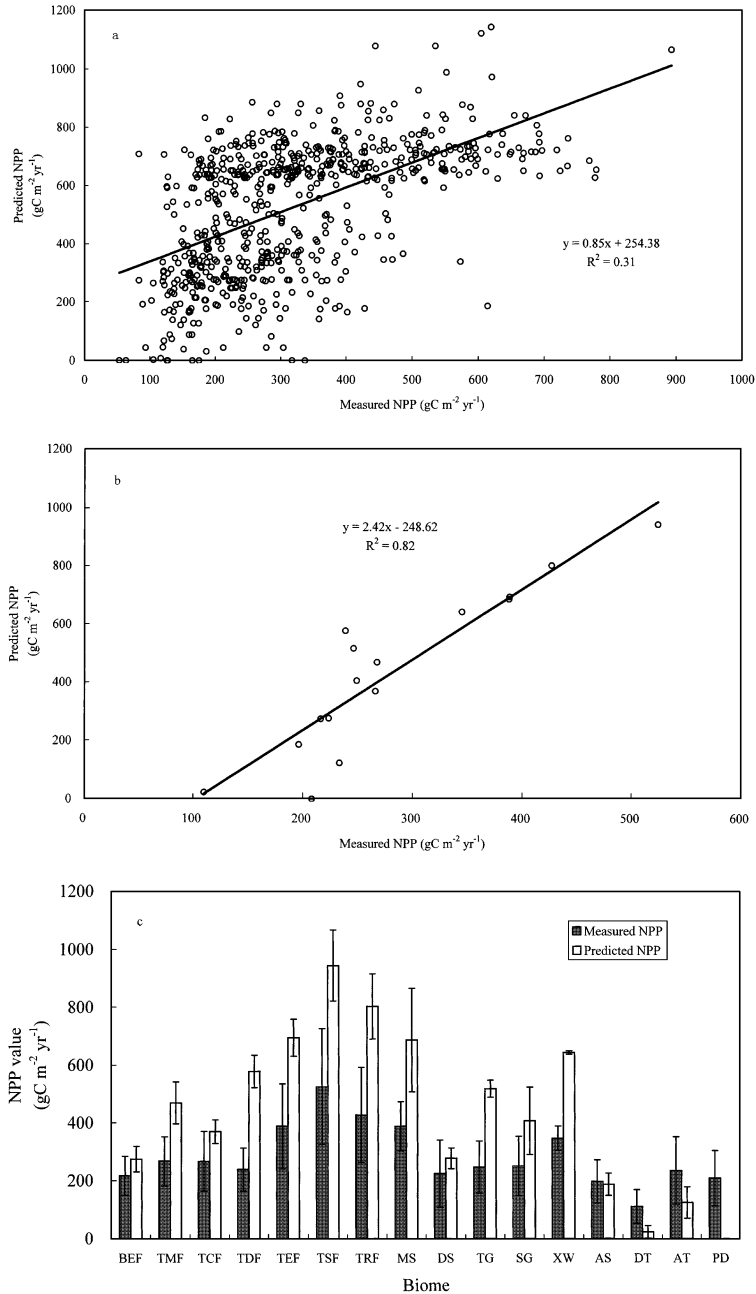 a
1200
1000
800
600
400
200
0
Predicted NPP
(gC m⁻² yr⁻¹)
y = 0.85x + 254.38
R² = 0.31
0 100 200 300 400 500 600 700 800 900 1000
Measured NPP (gC m⁻² yr⁻¹)
b
1200
1000
800
600
400
200
0
Predicted NPP
(gC m⁻² yr⁻¹)
y = 2.42x - 248.62
R² = 0.82
0 100 200 300 400 500 600
Measured NPP (gC m⁻² yr⁻¹)
c
1200
1000
800
600
400
200
0
NPP value
(gC m⁻² yr⁻¹)
Measured NPP
Predicted NPP
BEF TMF TCF TDF TEF TSF TRF MS DS TG SG XW AS DT AT PD
Biome